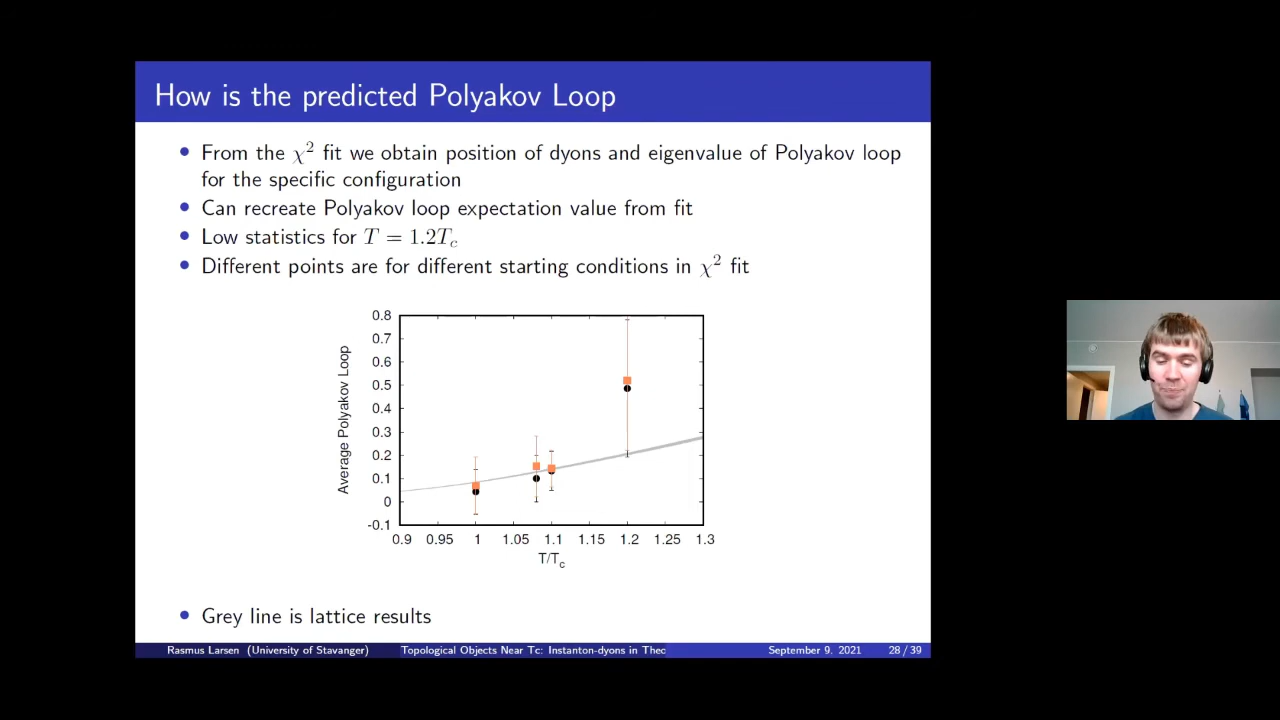 How is the predicted Polyakov Loop
• From the χ² fit we obtain position of dyons and eigenvalue of Polyakov loop
for the specific configuration
• Can recreate Polyakov loop expectation value from fit
• Low statistics for T = 1.2T_c
• Different points are for different starting conditions in χ² fit
Average Polyakov Loop
0.8
0.7
0.6
0.5
0.4
0.3
0.2
0.1
0
-0.1
0.9 0.95 1 1.05 1.1 1.15 1.2 1.25 1.3
T/T_c
• Grey line is lattice results
Rasmus Larsen (University of Stavanger) Topological Objects Near Tc: Instanton-dyons in Thec September 9, 2021 28 / 39